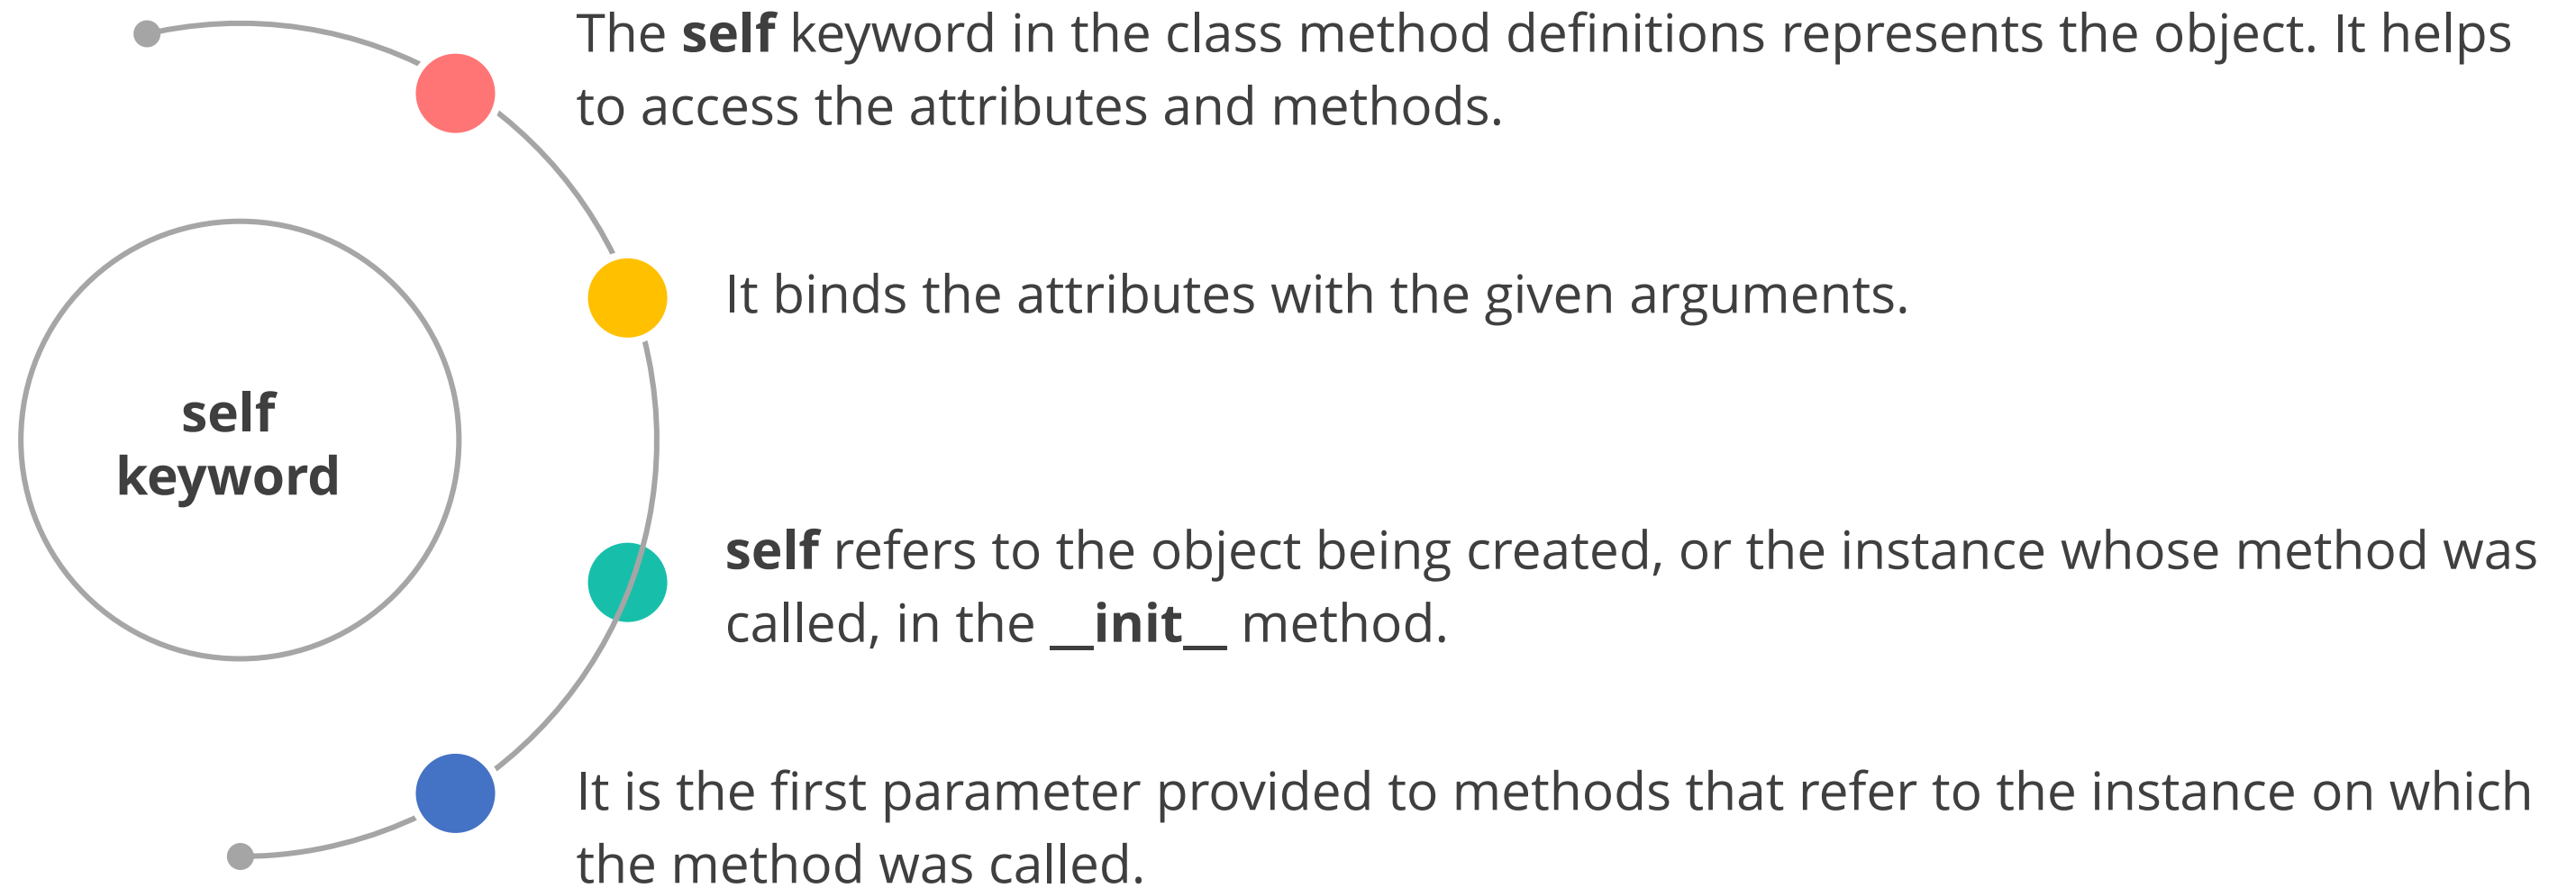 The self keyword in the class method definitions represents the object. It helps
to access the attributes and methods.
It binds the attributes with the given arguments.
self
keyword
self refers to the object being created, or the instance whose method was
called, in the __init__ method.
It is the first parameter provided to methods that refer to the instance on which
the method was called.